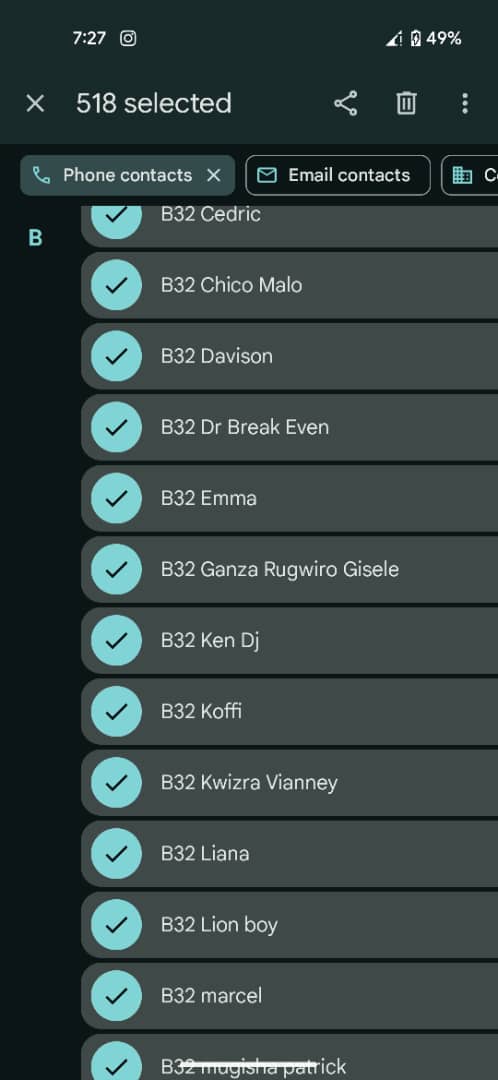 7:27 49%
518 selected
Phone contacts Email contacts
B
B32 Cedric
B32 Chico Malo
B32 Davison
B32 Dr Break Even
B32 Emma
B32 Ganza Rugwiro Gisele
B32 Ken Dj
B32 Koffi
B32 Kwizra Vianney
B32 Liana
B32 Lion boy
B32 marcel
B32 mugisha patrick